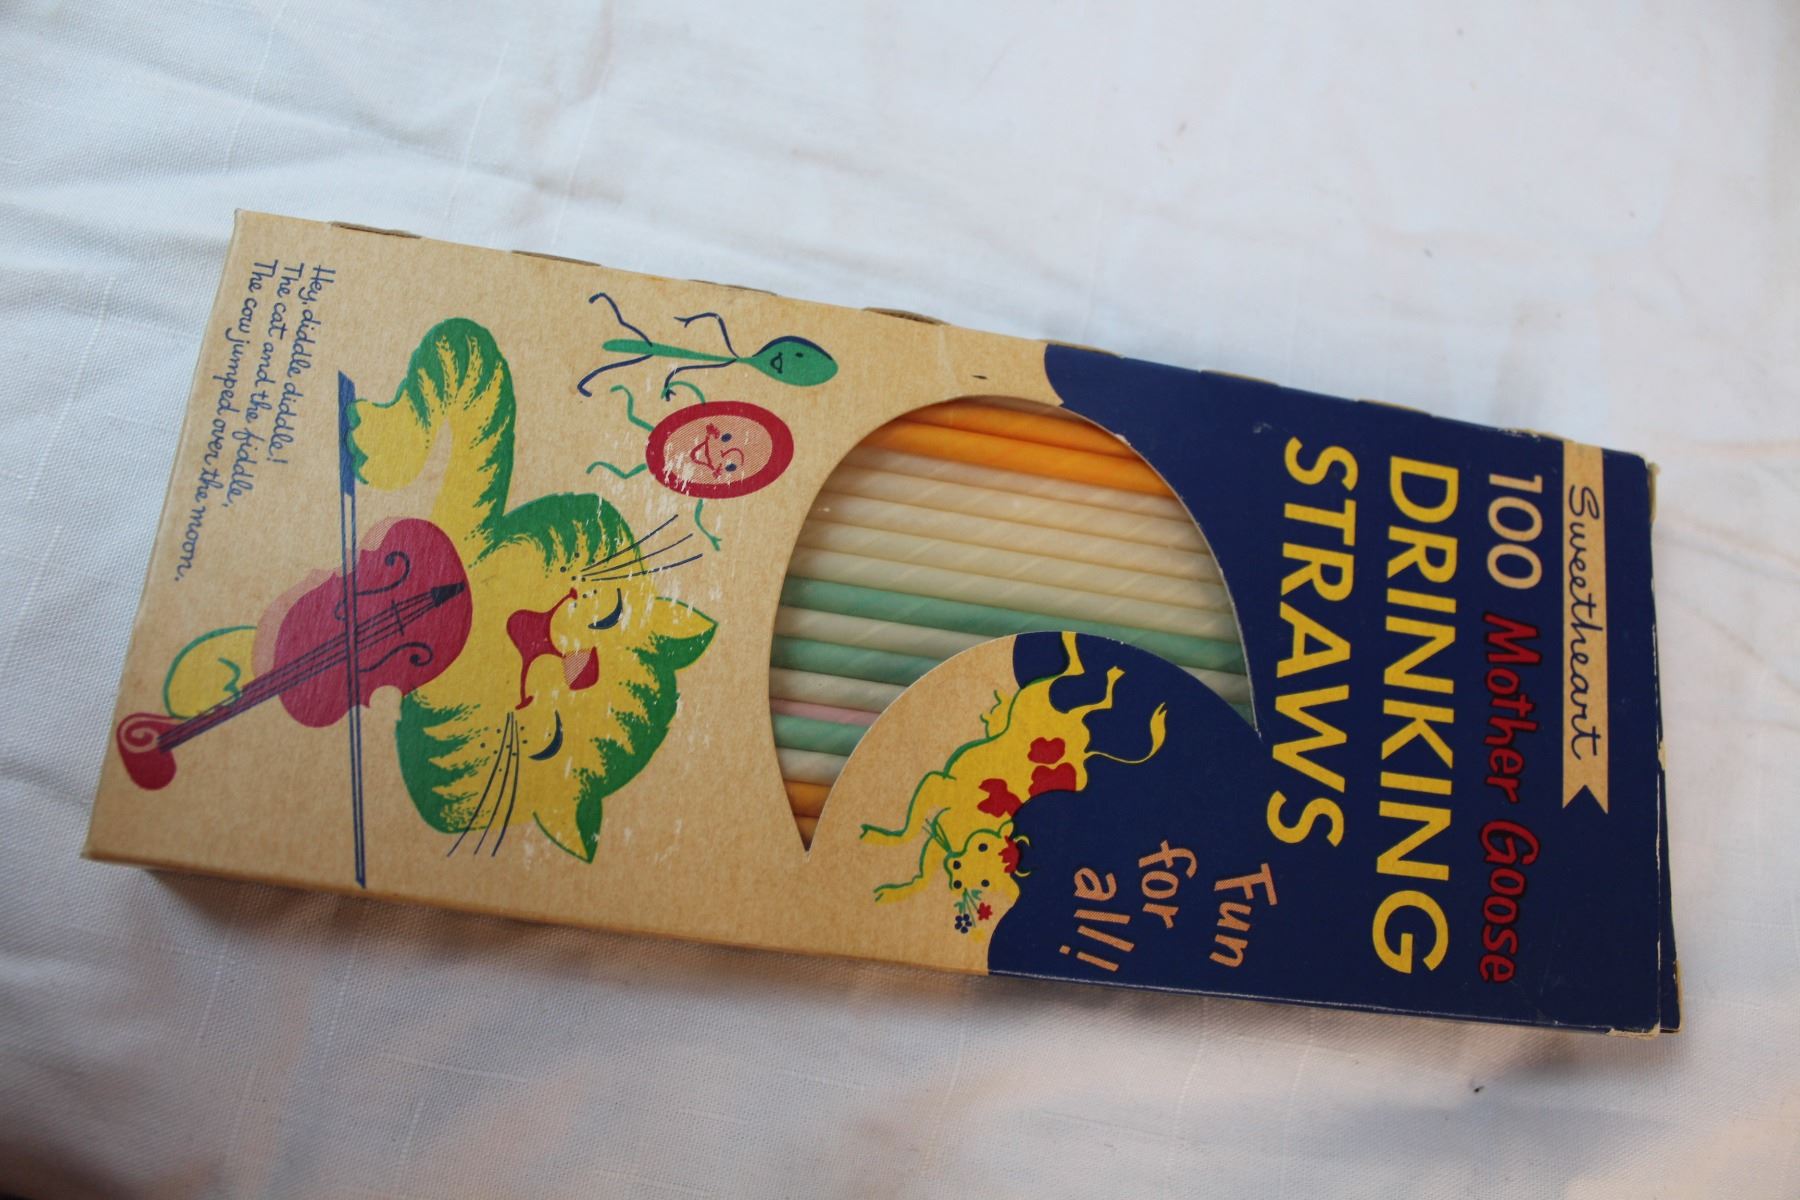 Sweetheart
100 Mother Goose
DRINKING
STRAWS
Fun
for
all!
Hey, diddle diddle!
The cat and the fiddle,
The cow jumped over the moon.